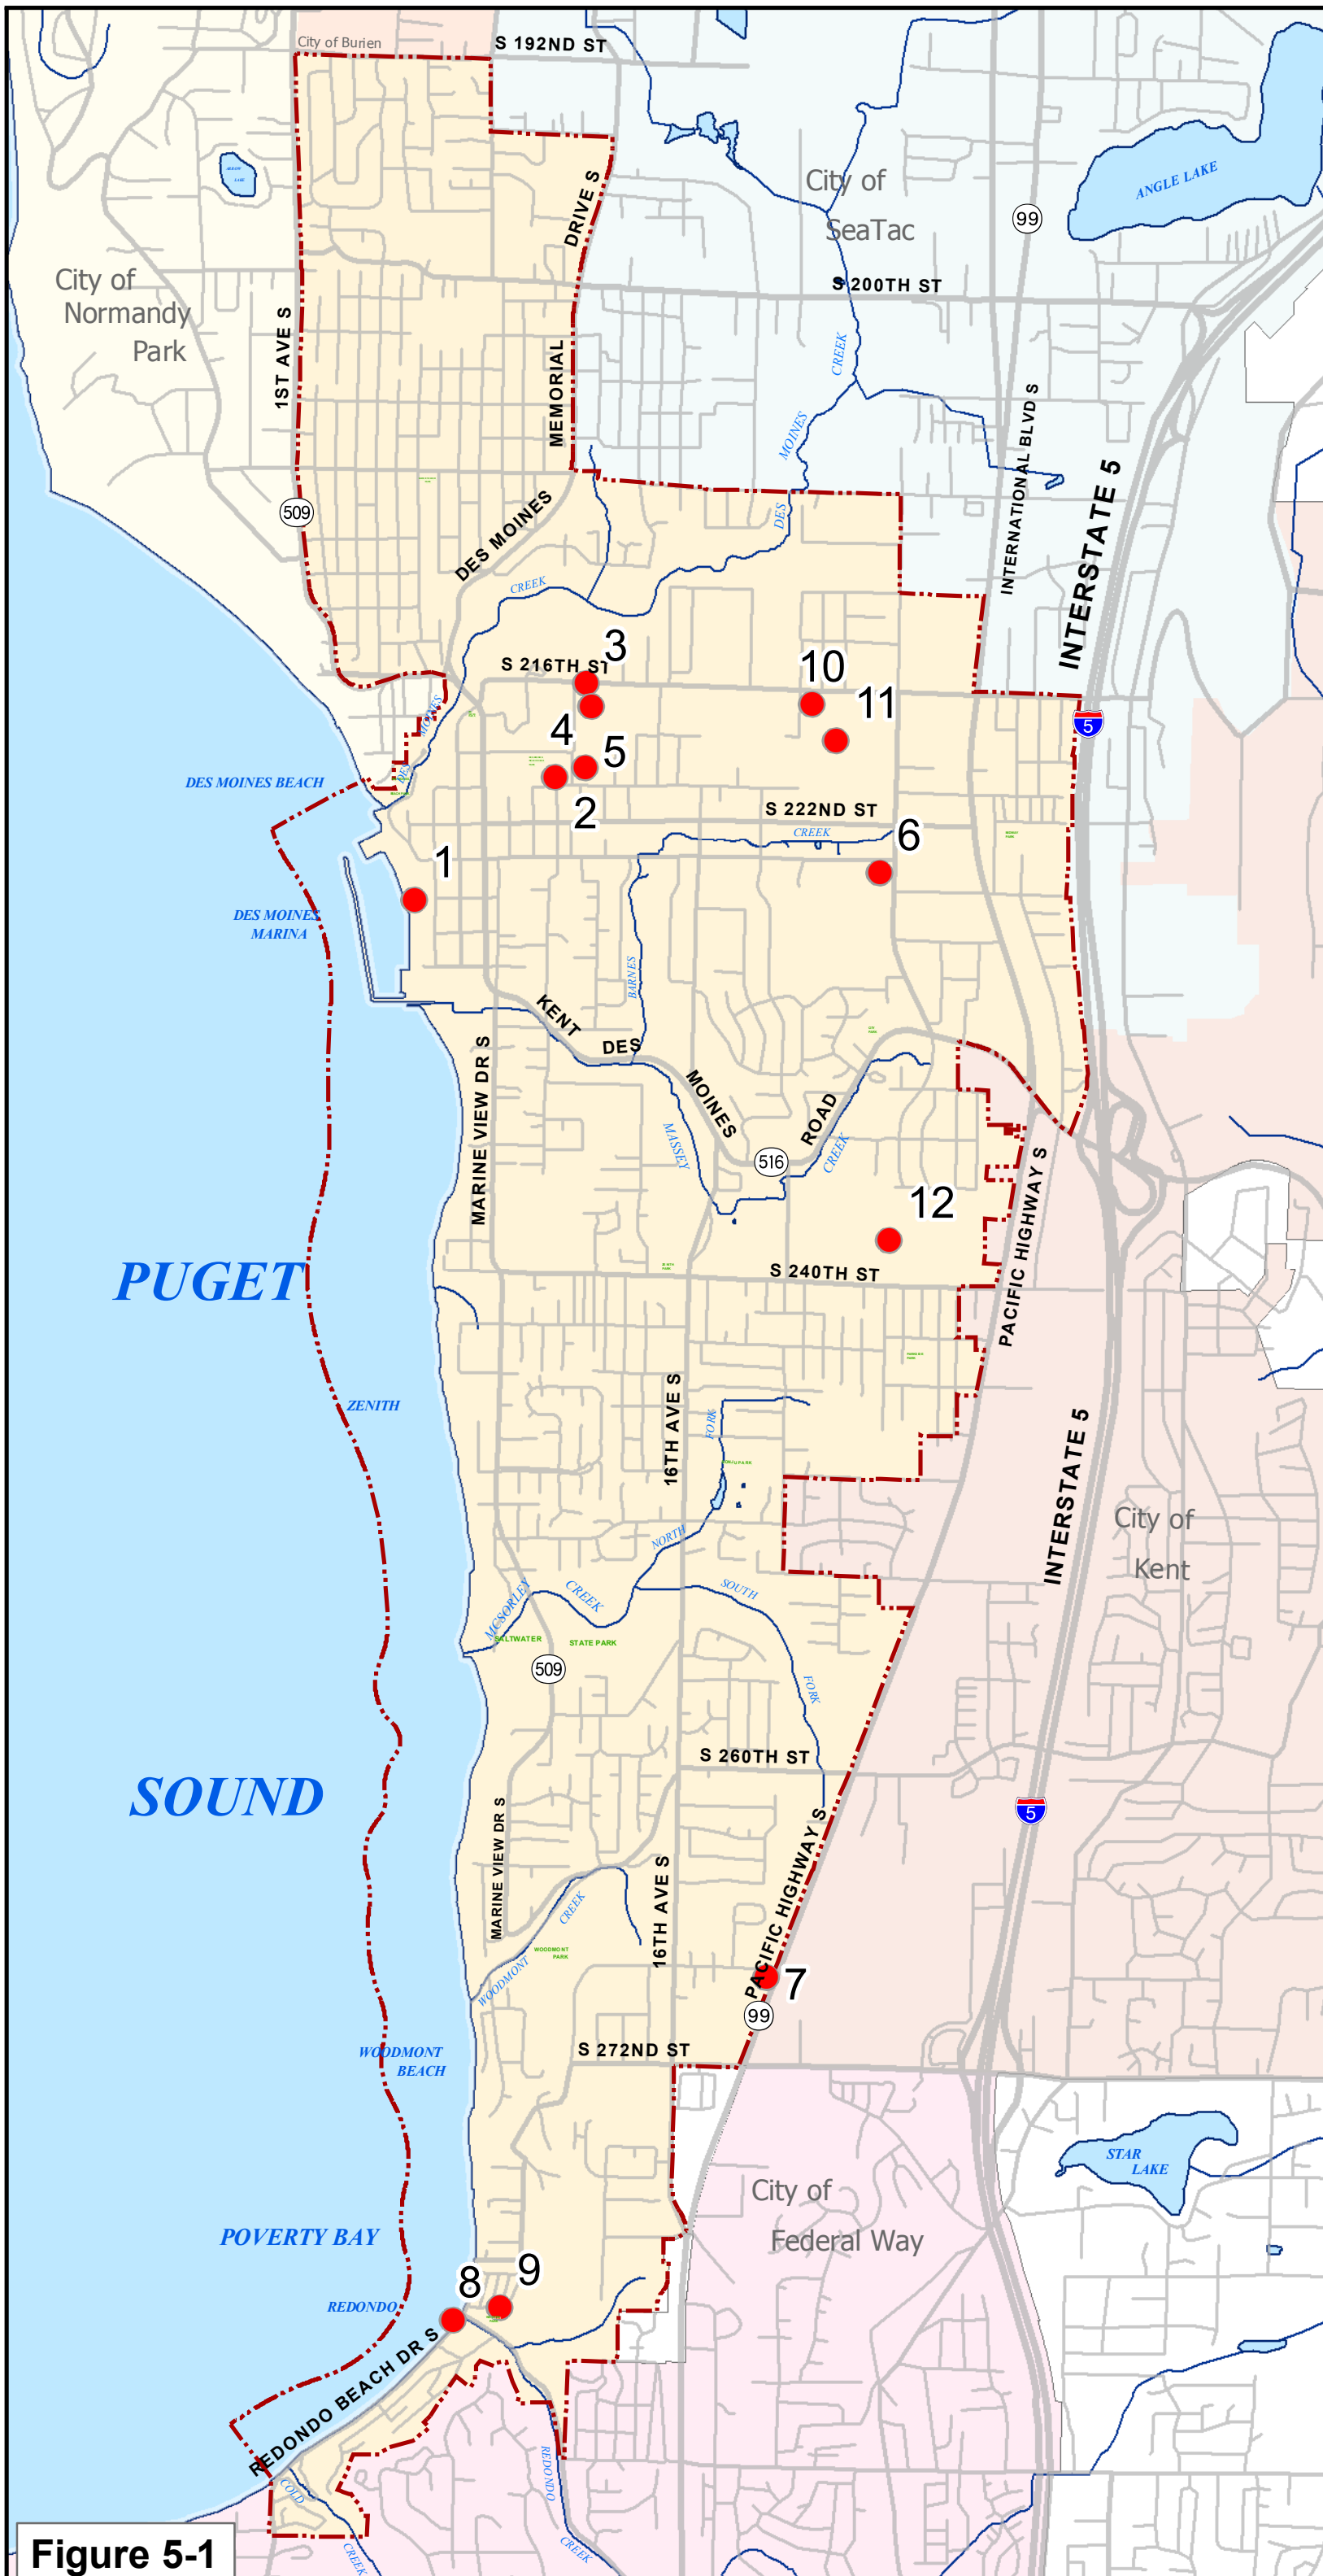 City of Burien
S 192ND ST
ANGLE LAKE
City of
SeaTac
99
DRIVE S
S 200TH ST
City of
Normandy
Park
1ST AVE S
MEMORIAL
CREEK
MOINES
DES
INTERNATIONAL BLVD S
INTERSTATE 5
509
DES MOINES
CREEK
3
S 216TH ST
10
11
4
5
5
MOINES
DES
DES MOINES BEACH
2
S 222ND ST
CREEK
6
1
DES MOINES
MARINA
BARNES
KENT
DES
MOINES
ROAD
MARINE VIEW DR S
MASSEY
516
CREEK
12
PACIFIC HIGHWAY S
S 240TH ST
PUGET
ZENITH
16TH AVE S
FORK
INTERSTATE 5
City of
Kent
NORTH
SOUTH
MCSORLEY
CREEK
SALTWATER
STATE PARK
509
FORK
S 260TH ST
SOUND
5
MARINE VIEW DR S
16TH AVE S
PACIFIC HIGHWAY S
CREEK
WOODMONT
PARK
WOODMONT
7
99
S 272ND ST
WOODMONT
BEACH
STAR
LAKE
City of
Federal Way
POVERTY BAY
8
9
REDONDO
REDONDO BEACH DR S
COLD
CREEK
REDONDO
CREEK
Figure 5-1